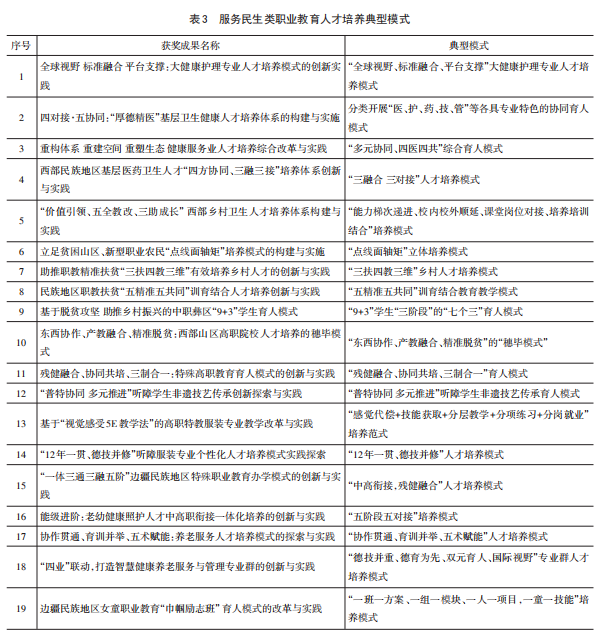 表3 服务民生类职业教育人才培养典型模式
序号 获奖成果名称 典型模式
1 全球视野 标准融合 平台支撑:大健康护理专业人才培养模式的创新实践 “全球视野、标准融合、平台支撑”大健康护理专业人才培养模式
2 四对接·五协同:“厚德精医”基层卫生健康人才培养体系的构建与实施 分类开展“医、护、药、技、管”等各具专业特色的协同育人模式
3 重构体系 重建空间 重塑生态 健康服务业人才培养综合改革与实践 “多元协同、四医四共”综合育人模式
4 西部民族地区基层医药卫生人才“四方协同、三融三接”培养体系创新与实践 “三融合 三对接”人才培养模式
5 “价值引领、五全教改、三助成长” 西部乡村卫生人才培养体系构建与实践 “能力梯次递进、校内校外顺延、课堂岗位对接、培养培训结合”培养模式
6 立足贫困山区、新型职业农民“点线面轴矩”培养模式的构建与实施 “点线面轴矩”立体培养模式
7 助推职教精准扶贫“三扶四教三维”有效培养乡村人才的创新与实践 “三扶四教三维”乡村人才培养模式
8 民族地区职教扶贫“五精准五共同”训育结合人才培养创新与实践 “五精准五共同”训育结合教育教学模式
9 基于脱贫攻坚 助推乡村振兴的中职彝区“9+3”学生育人模式 “9+3”学生“三阶段”的“七个三”育人模式
10 东西协作、产教融合、精准脱贫:西部山区高职院校人才培养的穗毕模式 “东西协作、产教融合、精准脱贫”的“穗毕模式”
11 残健融合、协同共培、三制合一:特殊高职教育育人模式的创新与实践 “残健融合、协同共培、三制合一”育人模式
12 “普特协同 多元推进”听障学生非遗技艺传承创新探索与实践 “普特协同 多元推进”听障学生非遗技艺传承育人模式
13 基于“视觉感受5E教学法”的高职特教服装专业教学改革与实践 “感觉代偿+技能获取+分层教学+分项练习+分岗就业”培养范式
14 “12年一贯、德技并修”听障服装专业个性化人才培养模式实践探索 “12年一贯、德技并修”人才培养模式
15 “一体三通三融五阶”边疆民族地区特殊职业教育办学模式的创新与实践 “中高衔接,残健融合”人才培养模式
16 能级进阶:老幼健康照护人才中高职衔接一体化培养的创新与实践 “五阶段五对接”培养模式
17 协作贯通、育训并举、五术赋能:养老服务人才培养模式的探索与实践 “协作贯通、育训并举、五术赋能”人才培养模式
18 “四业”联动,打造智慧健康养老服务与管理专业群的创新与实践 “德技并重、德育为先、双元育人、国际视野”专业群人才培养模式
19 边疆民族地区女童职业教育“巾帼励志班” 育人模式的改革与实践 “一班一方案、一组一模块、一人一项目,一童一技能”培养模式